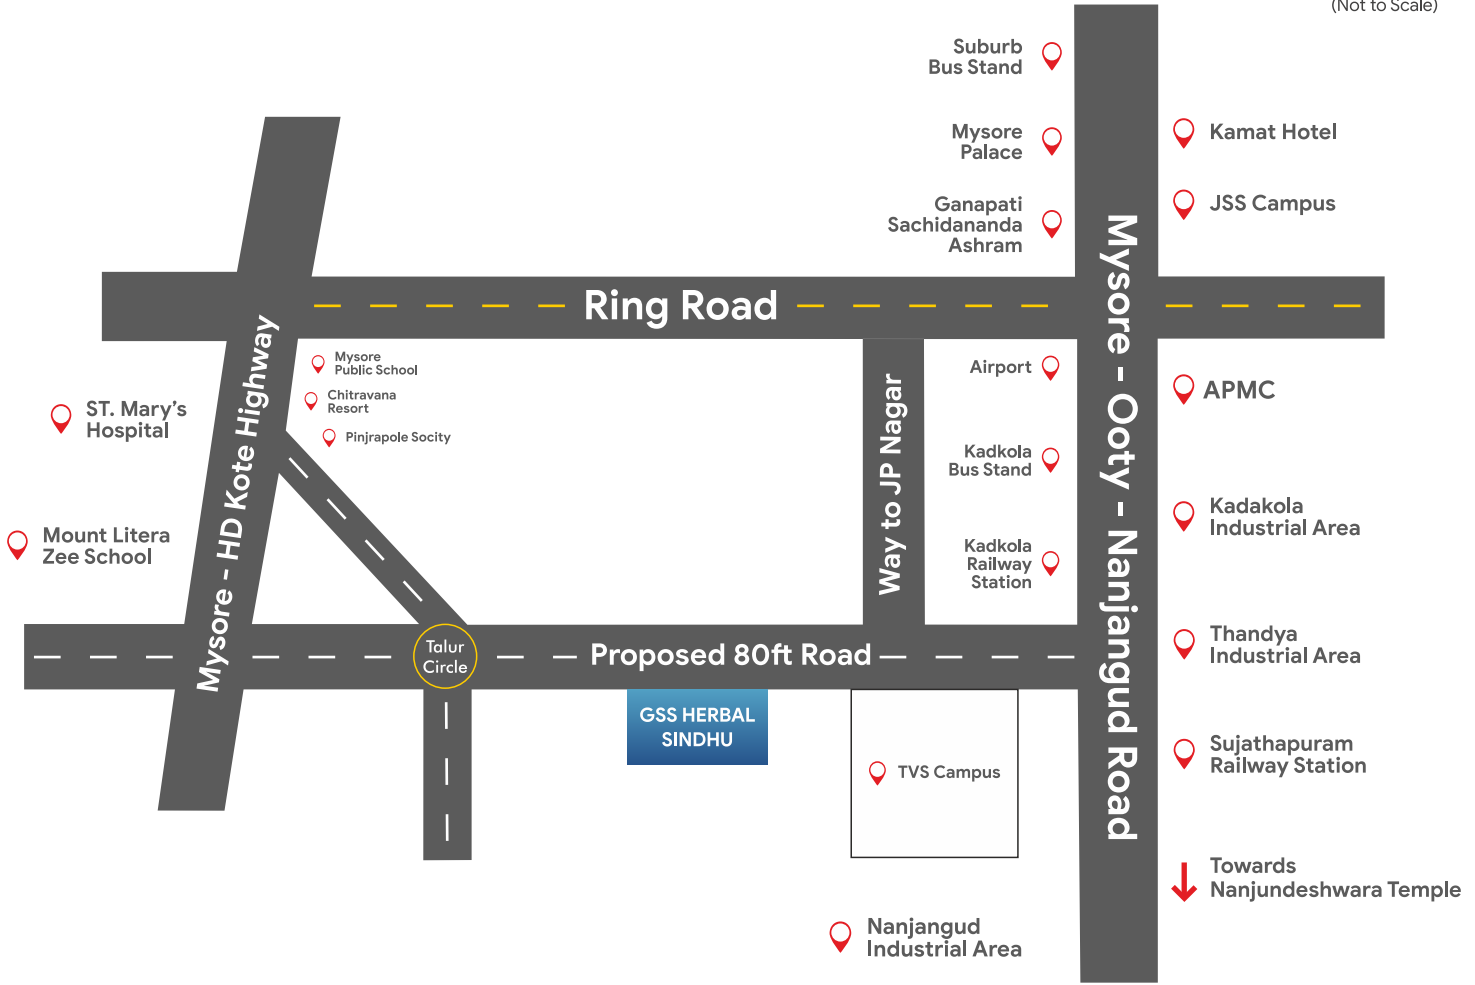 (Not to Scale)
Suburb
Bus Stand
Kamat Hotel
Mysore
Palace
JSS Campus
Ganapati
Sachidananda
Ashram
Ring Road
Mysore - HD Kote Highway
Mysore - Ooty - Nanjangud Road
Mysore
Public School
Chitravana
Resort
Pinjrapole Socity
ST. Mary's
Hospital
Mount Litera
Zee School
Way to JP Nagar
Airport
APMC
Kadkola
Bus Stand
Kadakola
Industrial Area
Kadkola
Railway
Station
Talur
Circle
Proposed 80ft Road
Thandya
Industrial Area
GSS HERBAL
SINDHU
TVS Campus
Sujathapuram
Railway Station
Towards
Nanjundeshwara Temple
Nanjangud
Industrial Area